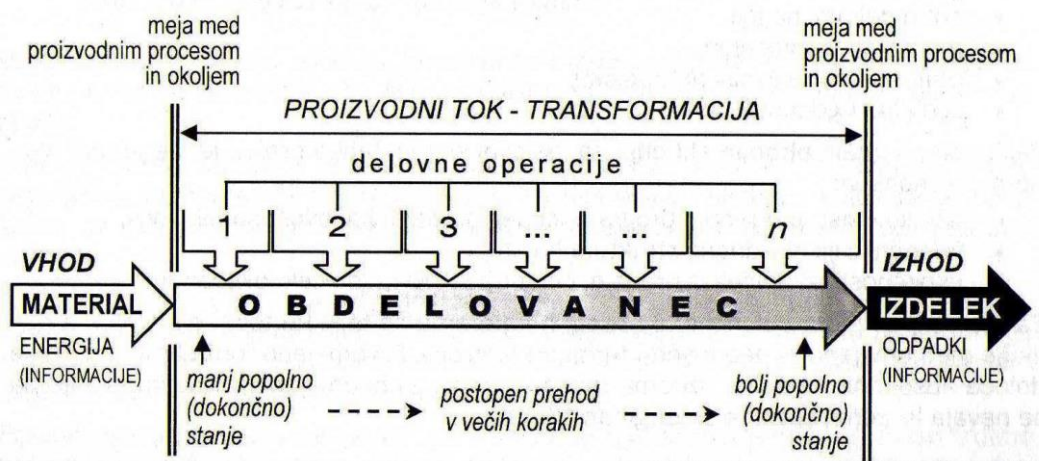 meja med
proizvodnim procesom
in okoljem
meja med
proizvodnim procesom
in okoljem
PROIZVODNI TOK - TRANSFORMACIJA
delovne operacije
1 2 3 ... ... n
VHOD
MATERIAL
ENERGIJA
(INFORMACIJE)
OBDELOVANEC
IZHOD
IZDELEK
ODPADKI
(INFORMACIJE)
manj popolno
(dokončno)
stanje
postopen prehod
v večih korakih
bolj popolno
(dokončno)
stanje